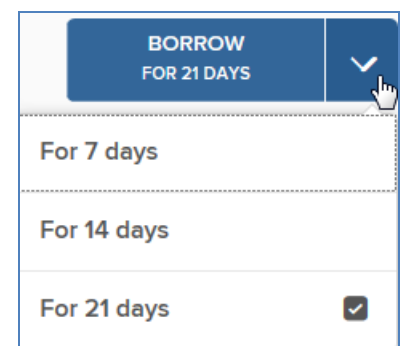 BORROW
FOR 21 DAYS
For 7 days
For 14 days
For 21 days